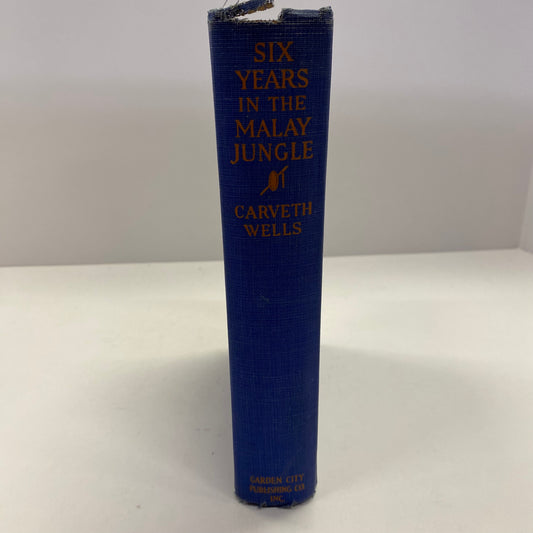 SIX
YEARS
IN THE
MALAY
JUNGLE
CARVETH
WELLS
GARDEN CITY
PUBLISHING CO
INC.